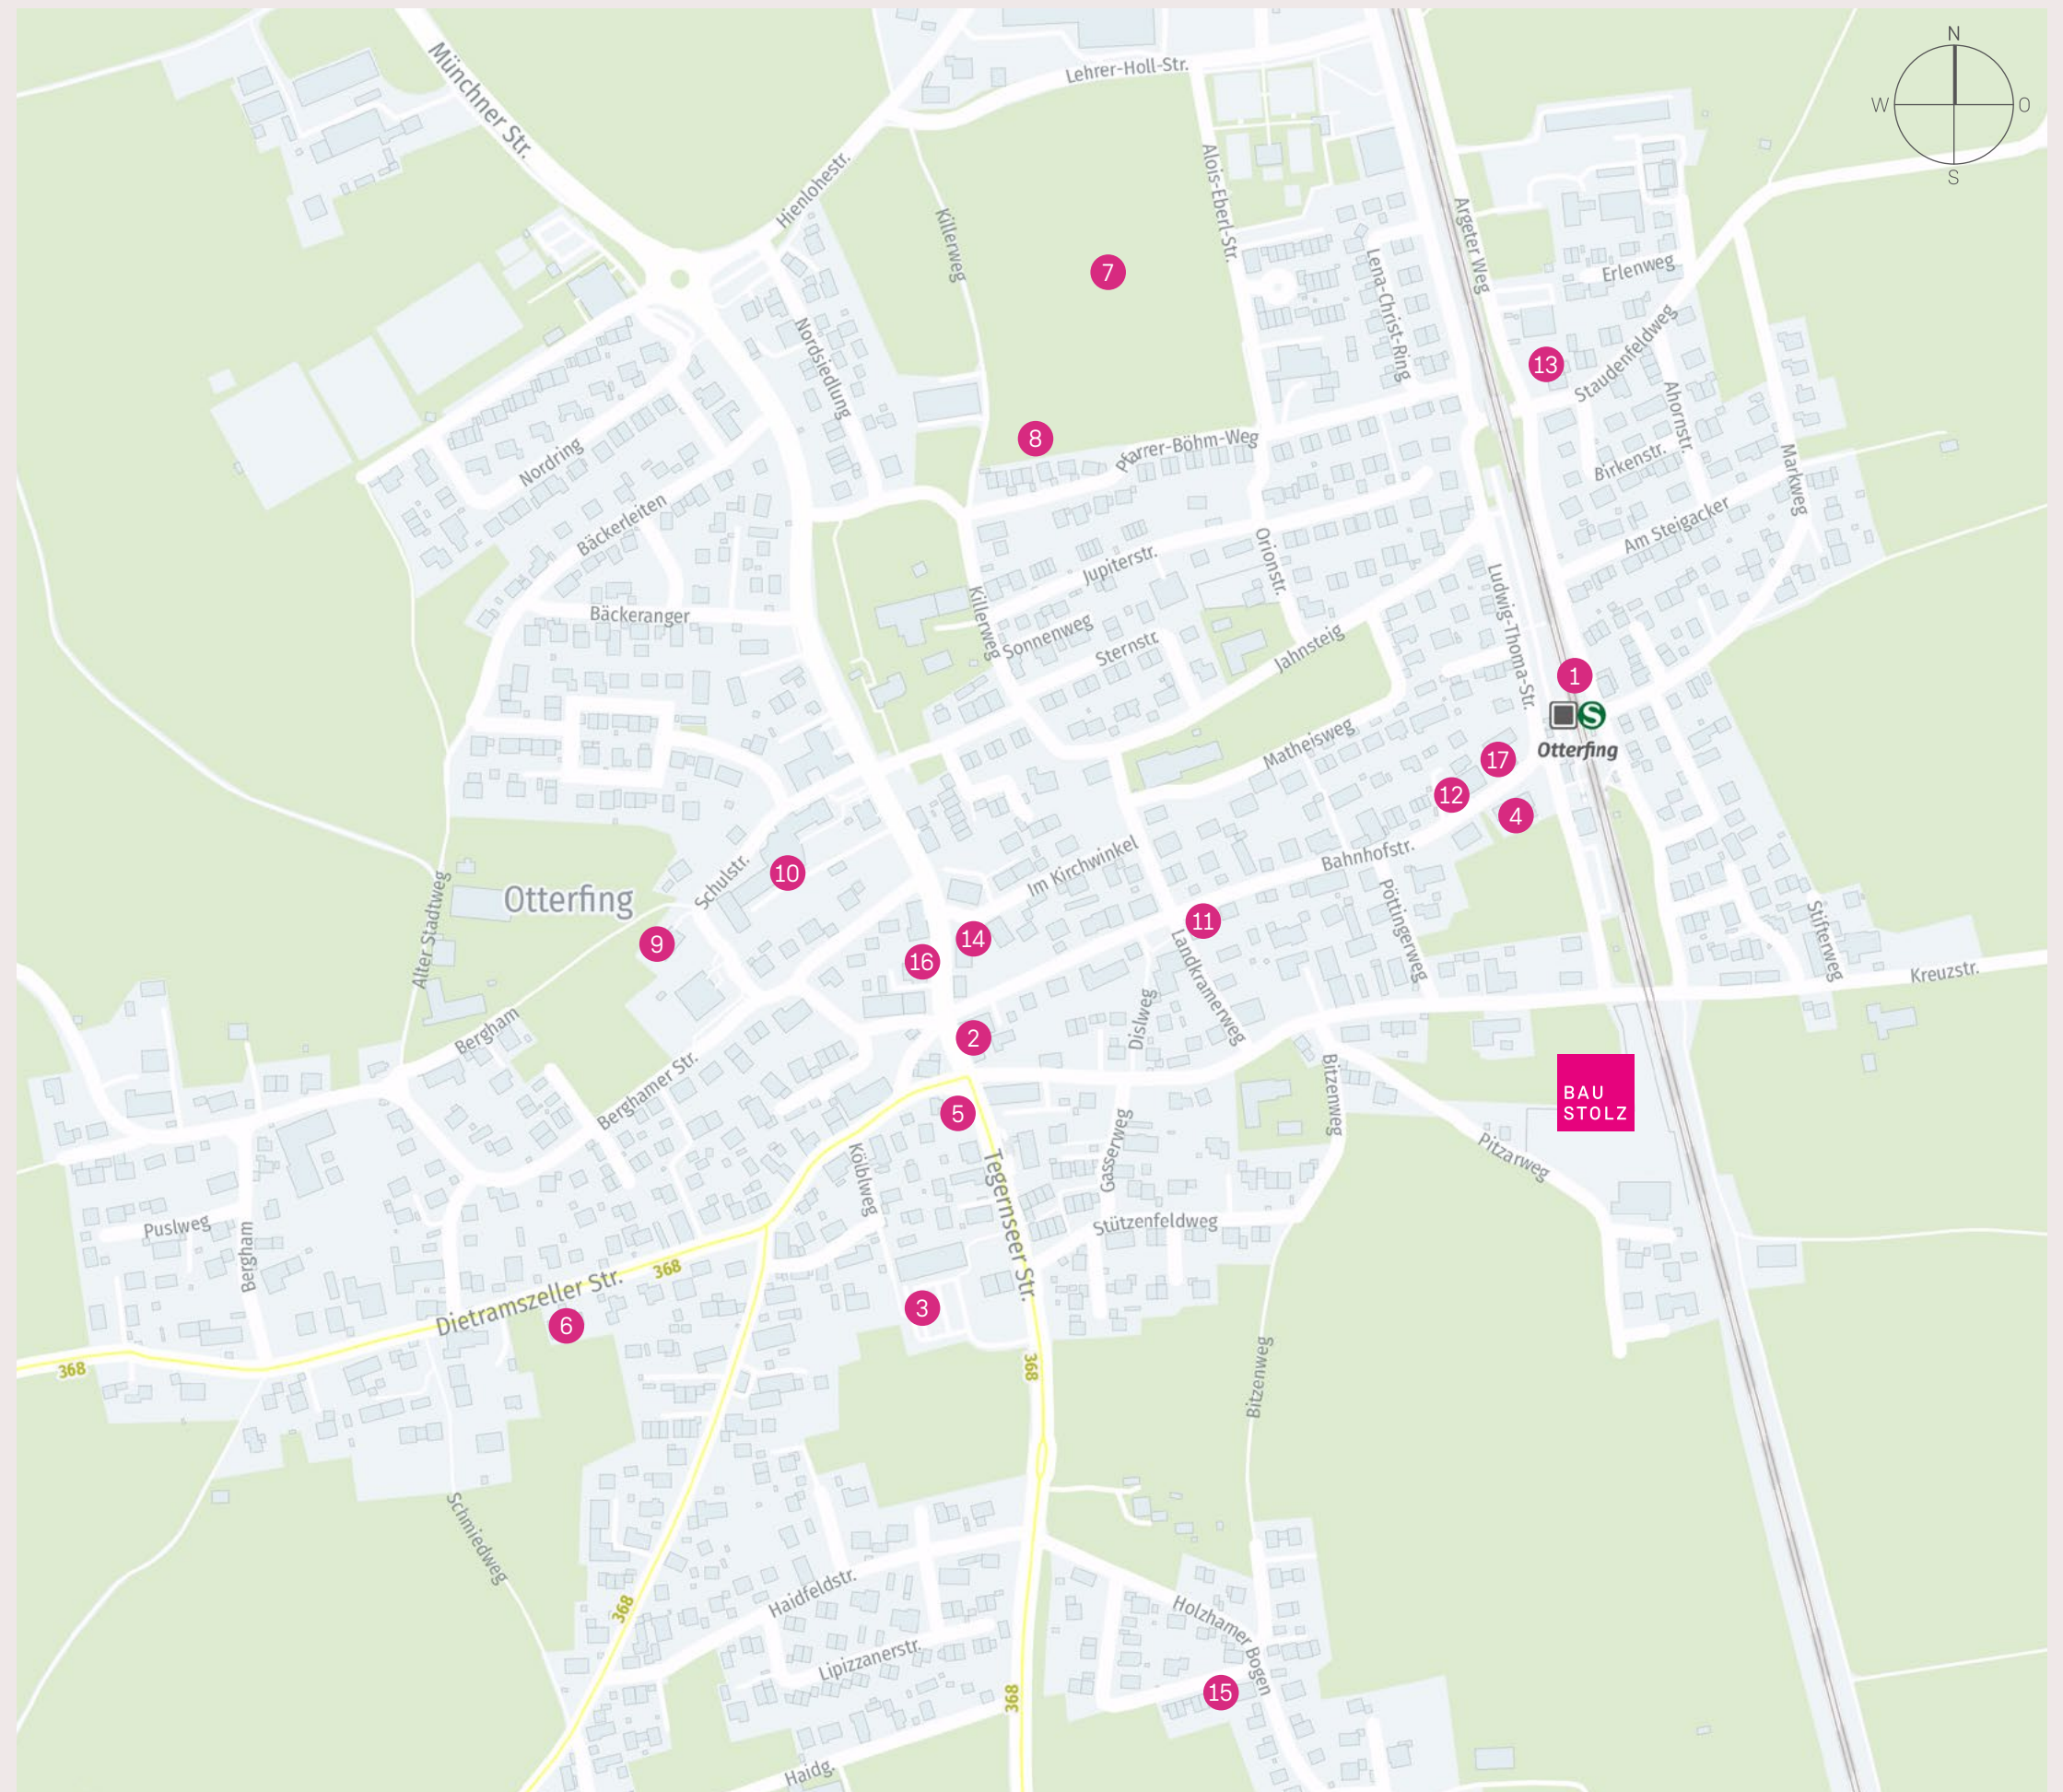 N
W
O
S
Münchner Str.
Lehrer-Holl-Str.
Hienlohestr.
Killerweg
Alois-Eberl-Str.
Argeter Weg
Lena-Christ-Ring
Erlenweg
7
Nordsiedlung
Staudenfeldweg
13
Ahornstr.
8
Pfarrer-Böhm-Weg
Nordring
Birkenstr.
Markweg
Bäckerleiten
Am Steigacker
Jupiterstr.
Orionstr.
Ludwig-Thoma-Str.
Bäckeranger
Killerweg
Sonnenweg
Sternstr.
Jahnsteig
1
S
Otterfing
Matheisweg
17
12
4
Im Kirchwinkel
Bahnhofstr.
Schulstr.
10
Otterfing
Alter Stadtweg
Pöttingerweg
11
Stifterweg
9
14
16
Landkramerweg
Kreuzstr.
Dislweg
Bergham
2
Berghamer Str.
Bitzenweg
BAU
STOLZ
5
Gasserweg
Pitzarweg
Kölblweg
Tegernseer Str.
Puslweg
Bergham
Stützenfeldweg
368
Dietramszeller Str.
3
6
368
368
Bitzenweg
Schmiedweg
Haidfeldstr.
368
Holzhamer Bogen
Lipizzanerstr.
15
368
Haidg.